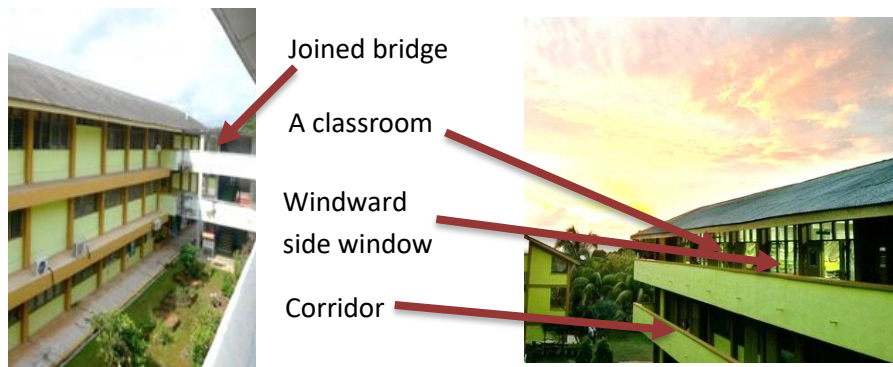 Joined bridge
A classroom
Windward
side window
Corridor